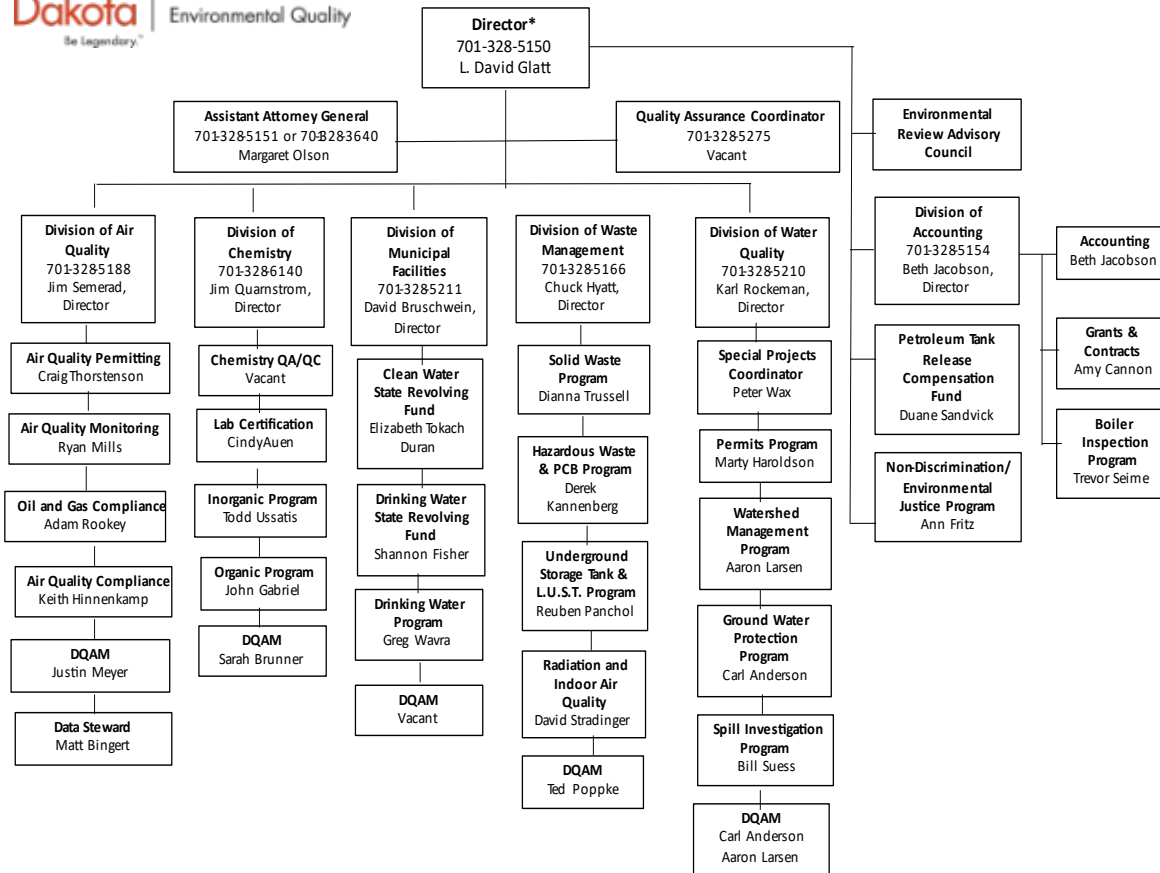 Dakota
Environmental Quality
Be Legendary.™
Director*
701-328-5150
L. David Glatt
Assistant Attorney General
701-328-5151 or 70-1328-3640
Margaret Olson
Quality Assurance Coordinator
701-328-5275
Vacant
Environmental
Review Advisory
Council
Division of Air
Quality
701-328-5188
Jim Semerad,
Director
Air Quality Permitting
Craig Thorstenson
Air Quality Monitoring
Ryan Mills
Oil and Gas Compliance
Adam Rookey
Air Quality Compliance
Keith Hinnenkamp
DQAM
Justin Meyer
Data Steward
Matt Bingert
Division of
Chemistry
701-328-6140
Jim Quarnstrom,
Director
Chemistry QA/QC
Vacant
Lab Certification
Cindy Auen
Inorganic Program
Todd Ussatis
Organic Program
John Gabriel
DQAM
Sarah Brunner
Division of
Municipal
Facilities
701-328-5211
David Bruschwein,
Director
Clean Water
State Revolving
Fund
Elizabeth Tokach
Duran
Drinking Water
State Revolving
Fund
Shannon Fisher
Drinking Water
Program
Greg Wavra
DQAM
Vacant
Division of Waste
Management
701-328-5166
Chuck Hyatt,
Director
Solid Waste
Program
Dianna Trussell
Hazardous Waste
& PCB Program
Derek
Kannenberg
Underground
Storage Tank &
L.U.S.T. Program
Reuben Panchol
Radiation and
Indoor Air
Quality
David Stradinger
DQAM
Ted Poppke
Division of Water
Quality
701-328-5210
Karl Rockeman,
Director
Special Projects
Coordinator
Peter Wax
Permits Program
Marty Haroldson
Watershed
Management
Program
Aaron Larsen
Ground Water
Protection
Program
Carl Anderson
Spill Investigation
Program
Bill Suess
DQAM
Carl Anderson
Aaron Larsen
Division of
Accounting
701-328-5154
Beth Jacobson,
Director
Petroleum Tank
Release
Compensation
Fund
Duane Sandvick
Non-Discrimination/
Environmental
Justice Program
Ann Fritz
Accounting
Beth Jacobson
Grants &
Contracts
Amy Cannon
Boiler
Inspection
Program
Trevor Seime